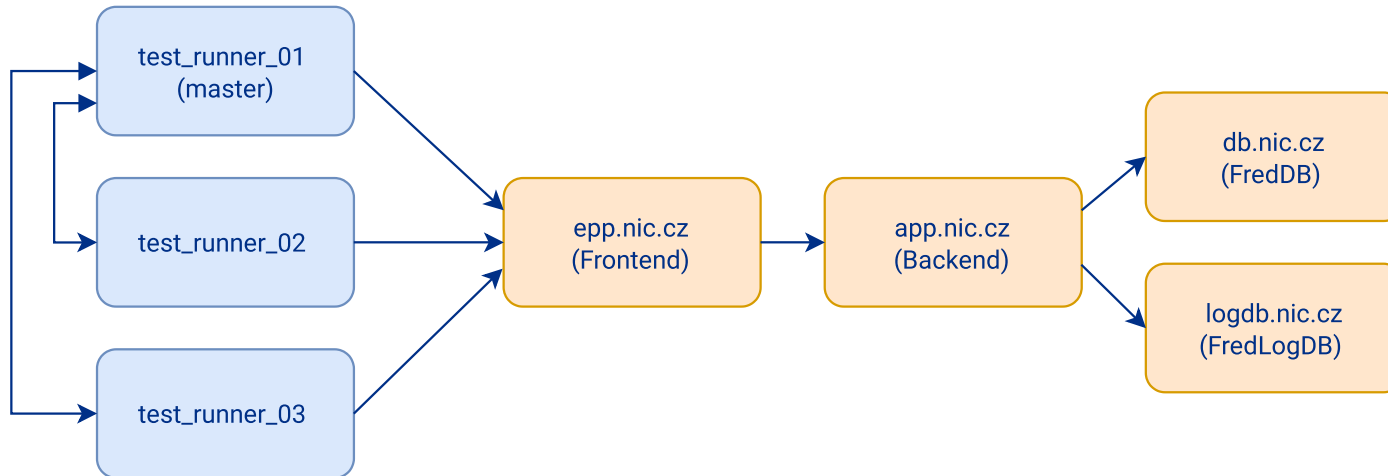 test_runner_01
(master)
test_runner_02
test_runner_03
epp.nic.cz
(Frontend)
app.nic.cz
(Backend)
db.nic.cz
(FredDB)
logdb.nic.cz
(FredLogDB)